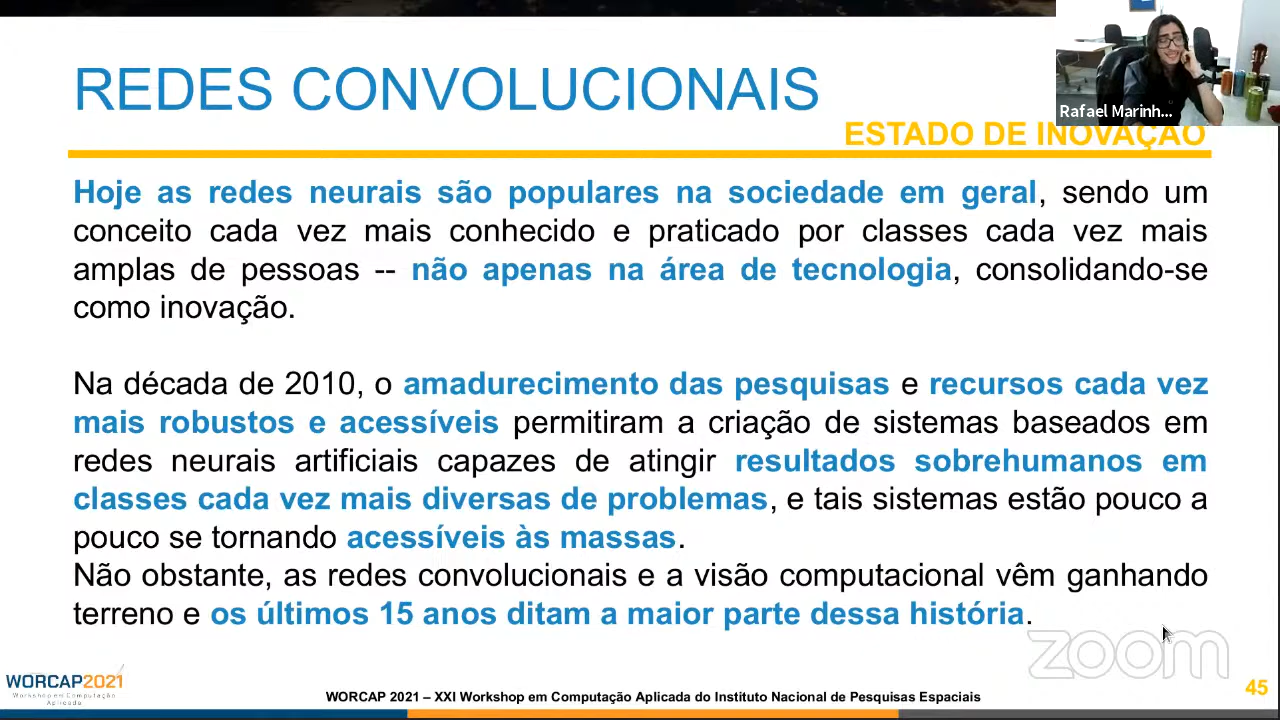 REDES CONVOLUCIONAIS
Rafael Marinh...
ESTADO DE INOVAÇÃO
Hoje as redes neurais são populares na sociedade em geral, sendo um
conceito cada vez mais conhecido e praticado por classes cada vez mais
amplas de pessoas -- não apenas na área de tecnologia, consolidando-se
como inovação.
Na década de 2010, o amadurecimento das pesquisas e recursos cada vez
mais robustos e acessíveis permitiram a criação de sistemas baseados em
redes neurais artificiais capazes de atingir resultados sobrehumanos em
classes cada vez mais diversas de problemas, e tais sistemas estão pouco a
pouco se tornando acessíveis às massas.
Não obstante, as redes convolucionais e a visão computacional vêm ganhando
terreno e os últimos 15 anos ditam a maior parte dessa história.
zoom
WORCAP2021
Workshop em Computação
Aplicada
WORCAP 2021 – XXI Workshop em Computação Aplicada do Instituto Nacional de Pesquisas Espaciais
45